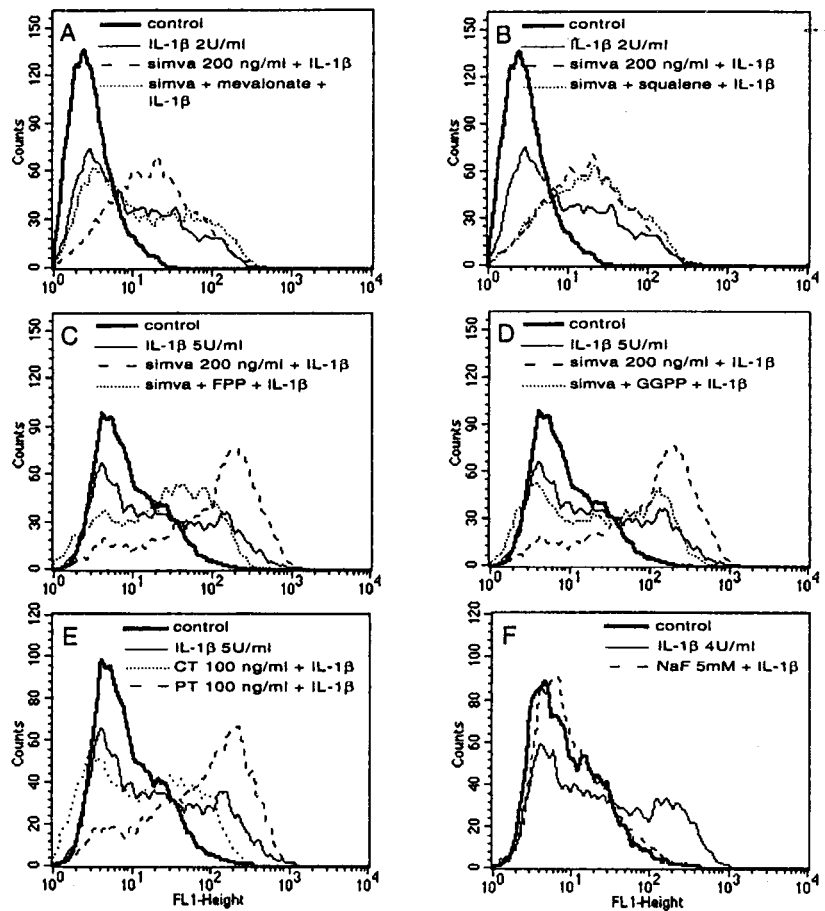 A
control
IL-1β 2U/ml
simva 200 ng/ml + IL-1β
simva + mevalonate +
IL-1β
Counts
0 30 60 90 120 150
10⁰ 10¹ 10² 10³ 10⁴
B
control
IL-1β 2U/ml
simva 200 ng/ml + IL-1β
simva + squalene + IL-1β
Counts
0 30 60 90 120 150
10⁰ 10¹ 10² 10³ 10⁴
C
control
IL-1β 5U/ml
simva 200 ng/ml + IL-1β
simva + FPP + IL-1β
Counts
0 30 60 90 120 150
10⁰ 10¹ 10² 10³ 10⁴
D
control
IL-1β 5U/ml
simva 200 ng/ml + IL-1β
simva + GGPP + IL-1β
Counts
0 30 60 90 120 150
10⁰ 10¹ 10² 10³ 10⁴
E
control
IL-1β 5U/ml
CT 100 ng/ml + IL-1β
PT 100 ng/ml + IL-1β
Counts
0 20 40 60 80 100 120
10⁰ 10¹ 10² 10³ 10⁴
FL1-Height
F
control
IL-1β 4U/ml
NaF 5mM + IL-1β
Counts
0 20 40 60 80 100 120
10⁰ 10¹ 10² 10³ 10⁴
FL1-Height